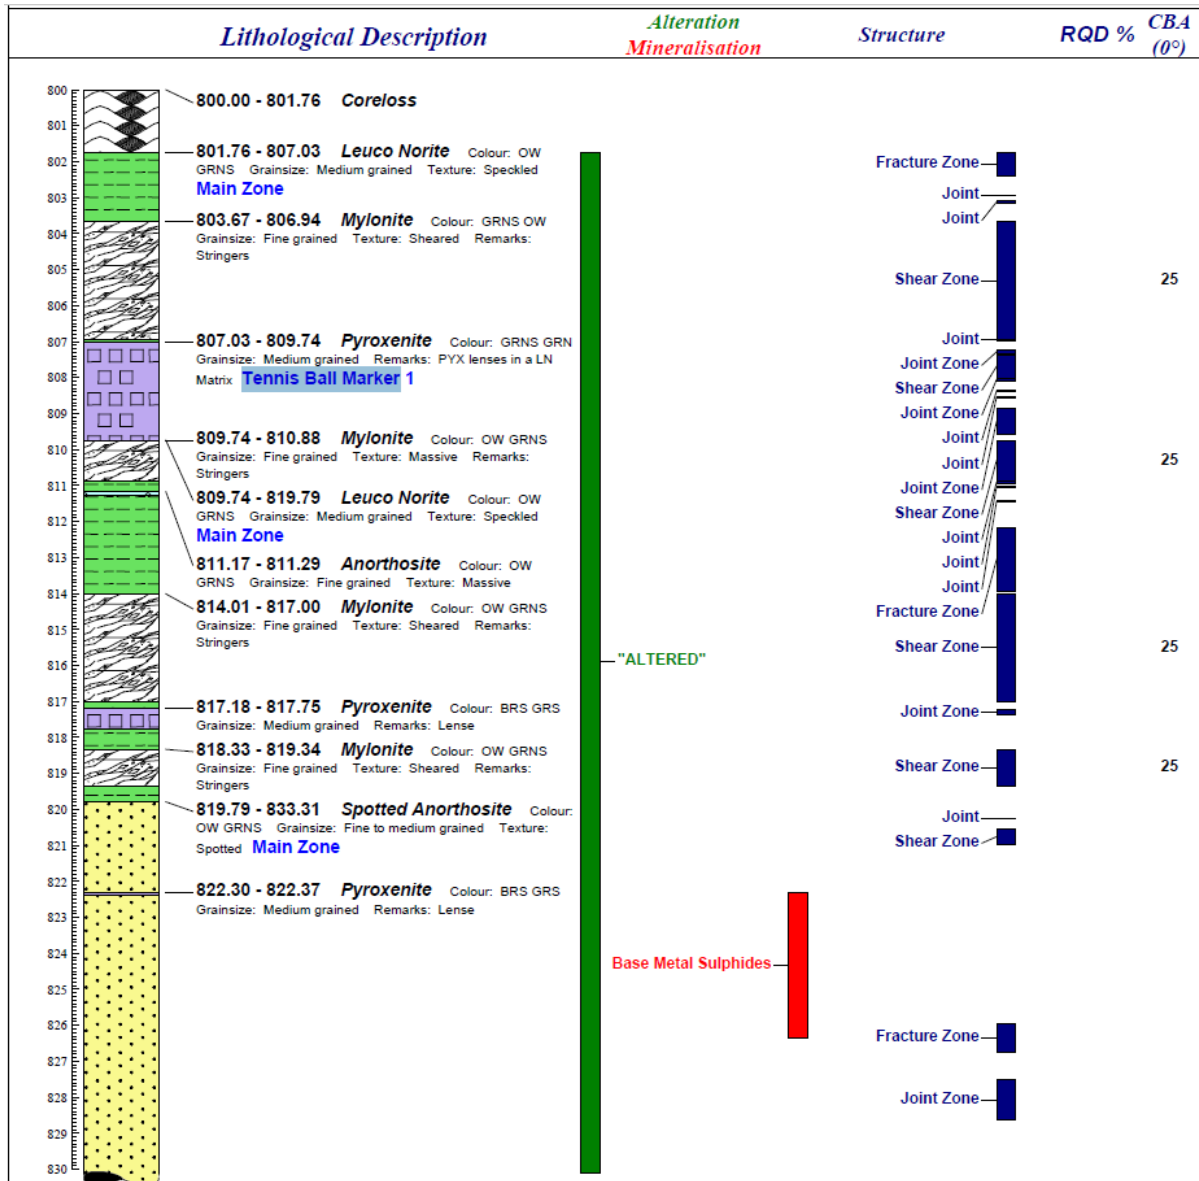 Lithological Description
Alteration
Mineralisation
Structure
RQD %
CBA
(0°)
800
801
802
803
804
805
806
807
808
809
810
811
812
813
814
815
816
817
818
819
820
821
822
823
824
825
826
827
828
829
830
800.00 - 801.76 Coreloss
801.76 - 807.03 Leuco Norite Colour: OW
GRNS Grainsize: Medium grained Texture: Speckled
Main Zone
803.67 - 806.94 Mylonite Colour: GRNS OW
Grainsize: Fine grained Texture: Sheared Remarks:
Stringers
807.03 - 809.74 Pyroxenite Colour: GRNS GRN
Grainsize: Medium grained Remarks: PYX lenses in a LN
Matrix Tennis Ball Marker 1
809.74 - 810.88 Mylonite Colour: OW GRNS
Grainsize: Fine grained Texture: Massive Remarks:
Stringers
809.74 - 819.79 Leuco Norite Colour: OW
GRNS Grainsize: Medium grained Texture: Speckled
Main Zone
811.17 - 811.29 Anorthosite Colour: OW
GRNS Grainsize: Fine grained Texture: Massive
814.01 - 817.00 Mylonite Colour: OW GRNS
Grainsize: Fine grained Texture: Sheared Remarks:
Stringers
817.18 - 817.75 Pyroxenite Colour: BRS GRS
Grainsize: Medium grained Remarks: Lense
818.33 - 819.34 Mylonite Colour: OW GRNS
Grainsize: Fine grained Texture: Sheared Remarks:
Stringers
819.79 - 833.31 Spotted Anorthosite Colour:
OW GRNS Grainsize: Fine to medium grained Texture:
Spotted Main Zone
822.30 - 822.37 Pyroxenite Colour: BRS GRS
Grainsize: Medium grained Remarks: Lense
"ALTERED"
Base Metal Sulphides
Fracture Zone
Joint
Joint
Shear Zone
Joint
Joint Zone
Shear Zone
Joint Zone
Joint
Joint
Joint Zone
Shear Zone
Joint
Joint
Joint
Fracture Zone
Shear Zone
Joint Zone
Shear Zone
Joint
Shear Zone
Fracture Zone
Joint Zone
25
25
25
25